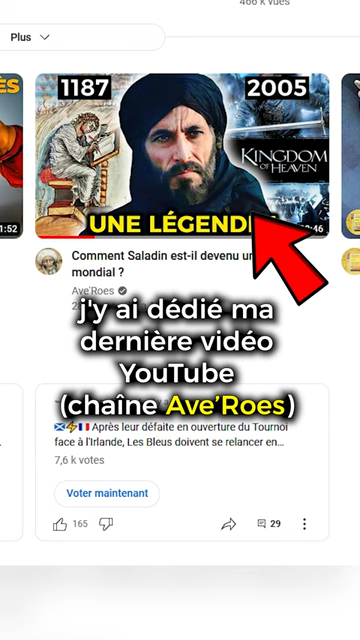 466 k vues
Plus
ÉS
1187
2005
KINGDOM
OF HEAVEN
UNE LÉGENDE
1:52
:46
Comment Saladin est-il devenu un
mondial ?
Ave'Roes
j'y ai dédié ma
dernière vidéo
YouTube
(chaîne Ave'Roes)
Après leur défaite en ouverture du Tournoi
face à l'Irlande, Les Bleus doivent se relancer en...
7,6 k votes
Voter maintenant
165
29